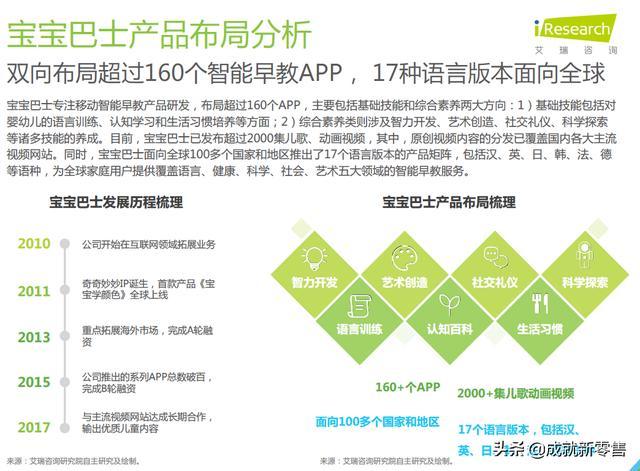 宝宝巴士产品布局分析
iResearch
艾瑞咨询
双向布局超过160个智能早教APP，17种语言版本面向全球
宝宝巴士专注移动智能早教产品研发，布局超过160个APP，主要包括基础技能和综合素养两大方向：1）基础技能包括对
婴幼儿的语言训练、认知学习和生活习惯培养等方面；2）综合素养类则涉及智力开发、艺术创造、社交礼仪、科学探索
等诸多技能的养成。目前，宝宝巴士已发布超过2000集儿歌、动画视频，其中，原创视频内容的分发已覆盖国内各大主流
视频网站。同时，宝宝巴士面向全球100多个国家和地区推出了17个语言版本的产品矩阵，包括汉、英、日、韩、法、德
等语种，为全球家庭用户提供覆盖语言、健康、科学、社会、艺术五大领域的智能早教服务。
宝宝巴士发展历程梳理
2010
公司开始在互联网领域拓展业务
2011
奇奇妙妙IP诞生，首款产品《宝
宝学颜色》全球上线
2013
重点拓展海外市场，完成A轮融
资
2015
公司推出的系列APP总数破百，
完成B轮融资
2017
与主流视频网站达成长期合作，
输出优质儿童内容
来源：艾瑞咨询研究院自主研究及绘制。
宝宝巴士产品布局梳理
智力开发
艺术创造
社交礼仪
科学探索
语言训练
认知百科
生活习惯
160+个APP
2000+集儿歌动画视频
面向100多个国家和地区
17个语言版本，包括汉、
英、日
来源：艾瑞咨询研究院自主研究及绘制。
头条 @成就新零售